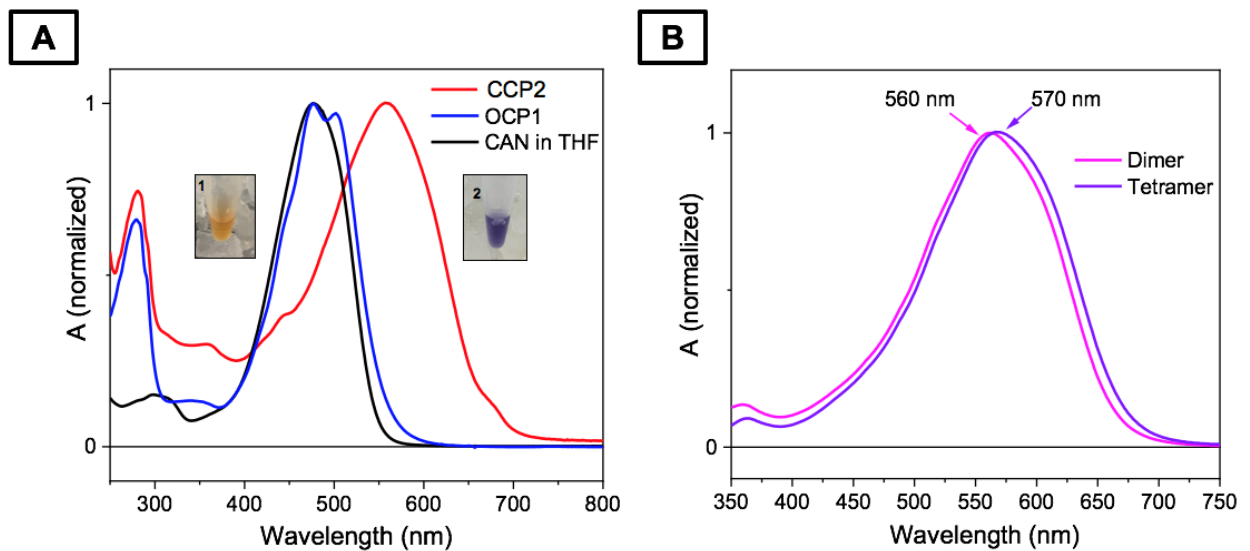 A
B
CCP2
OCP1
CAN in THF
1
2
1
0
A (normalized)
300 400 500 600 700 800
Wavelength (nm)
560 nm 570 nm
Dimer
Tetramer
1
0
A (normalized)
350 400 450 500 550 600 650 700 750
Wavelength (nm)